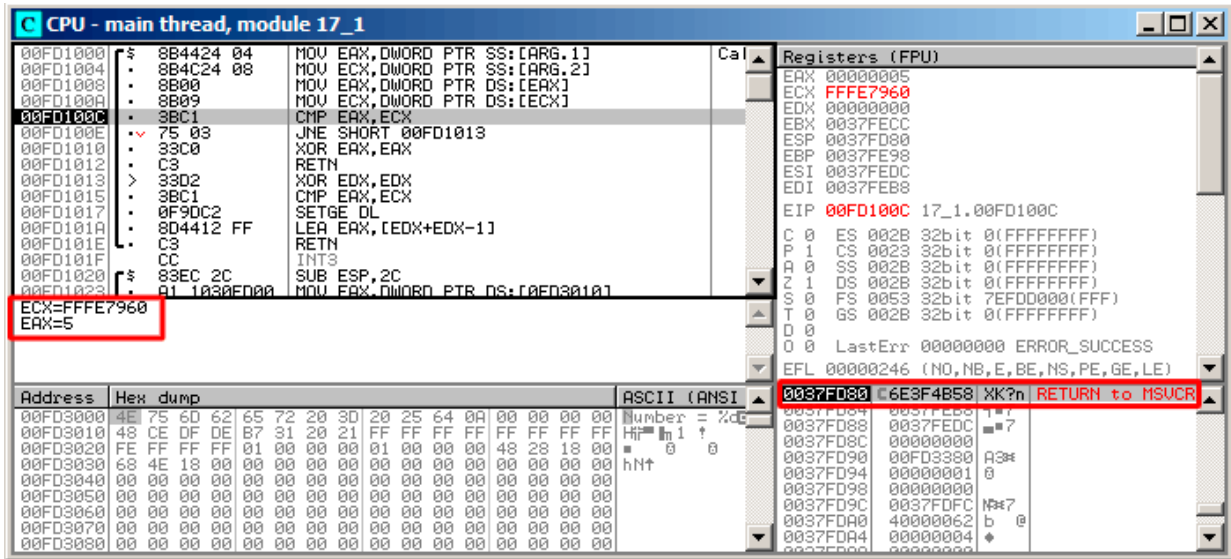 CPU - main thread, module 17_1
00FD1000 $ 8B4424 04 MOV EAX,DWORD PTR SS:[ARG.1] Cal
00FD1004 . 8B4C24 08 MOV ECX,DWORD PTR SS:[ARG.2]
00FD1008 . 8B00 MOV EAX,DWORD PTR DS:[EAX]
00FD100A . 8B09 MOV ECX,DWORD PTR DS:[ECX]
00FD100C . 3BC1 CMP EAX,ECX
00FD100E . 75 03 JNE SHORT 00FD1013
00FD1010 . 33C0 XOR EAX,EAX
00FD1012 . C3 RETN
00FD1013 > 33D2 XOR EDX,EDX
00FD1015 . 3BC1 CMP EAX,ECX
00FD1017 . 0F9DC2 SETGE DL
00FD101A . 8D4412 FF LEA EAX,[EDX+EDX-1]
00FD101E . C3 RETN
00FD101F CC INT3
00FD1020 $ 83EC 2C SUB ESP,2C
00FD1023 . A1 1030FD00 MOV EAX,DWORD PTR DS:[0FD3010]
ECX=FFFE7960
EAX=5
Registers (FPU)
EAX 00000005
ECX FFFE7960
EDX 00000000
EBX 0037FECC
ESP 0037FD80
EBP 0037FE98
ESI 0037FEDC
EDI 0037FEB8
EIP 00FD100C 17_1.00FD100C
C 0 ES 002B 32bit 0(FFFFFFFF)
P 1 CS 0023 32bit 0(FFFFFFFF)
A 0 SS 002B 32bit 0(FFFFFFFF)
Z 1 DS 002B 32bit 0(FFFFFFFF)
S 0 FS 0053 32bit 7EFDD000(FFF)
T 0 GS 002B 32bit 0(FFFFFFFF)
D 0
O 0 LastErr 00000000 ERROR_SUCCESS
EFL 00000246 (NO,NB,E,BE,NS,PE,GE,LE)
Address Hex dump ASCII (ANSI
00FD3000 4E 75 6D 62 65 72 20 3D 20 25 64 0A 00 00 00 00 Number = %d
00FD3010 48 CE DF DE B7 31 20 21 FF FF FF FF FF FF FF FF
00FD3020 FE FF FF FF 01 00 00 00 01 00 00 00 48 28 18 00
00FD3030 68 4E 18 00 00 00 00 00 00 00 00 00 00 00 00 00 hN↑
00FD3040 00 00 00 00 00 00 00 00 00 00 00 00 00 00 00 00
00FD3050 00 00 00 00 00 00 00 00 00 00 00 00 00 00 00 00
00FD3060 00 00 00 00 00 00 00 00 00 00 00 00 00 00 00 00
00FD3070 00 00 00 00 00 00 00 00 00 00 00 00 00 00 00 00
00FD3080 00 00 00 00 00 00 00 00 00 00 00 00 00 00 00 00
0037FD80 C6E3F4B58 XK?n RETURN to MSVCR
0037FD84 0037FEB8
0037FD88 0037FEDC
0037FD8C 00000000
0037FD90 00FD3380
0037FD94 00000001
0037FD98 00000000
0037FD9C 0037FDFC
0037FDA0 40000062 b @
0037FDA4 00000004 ♦